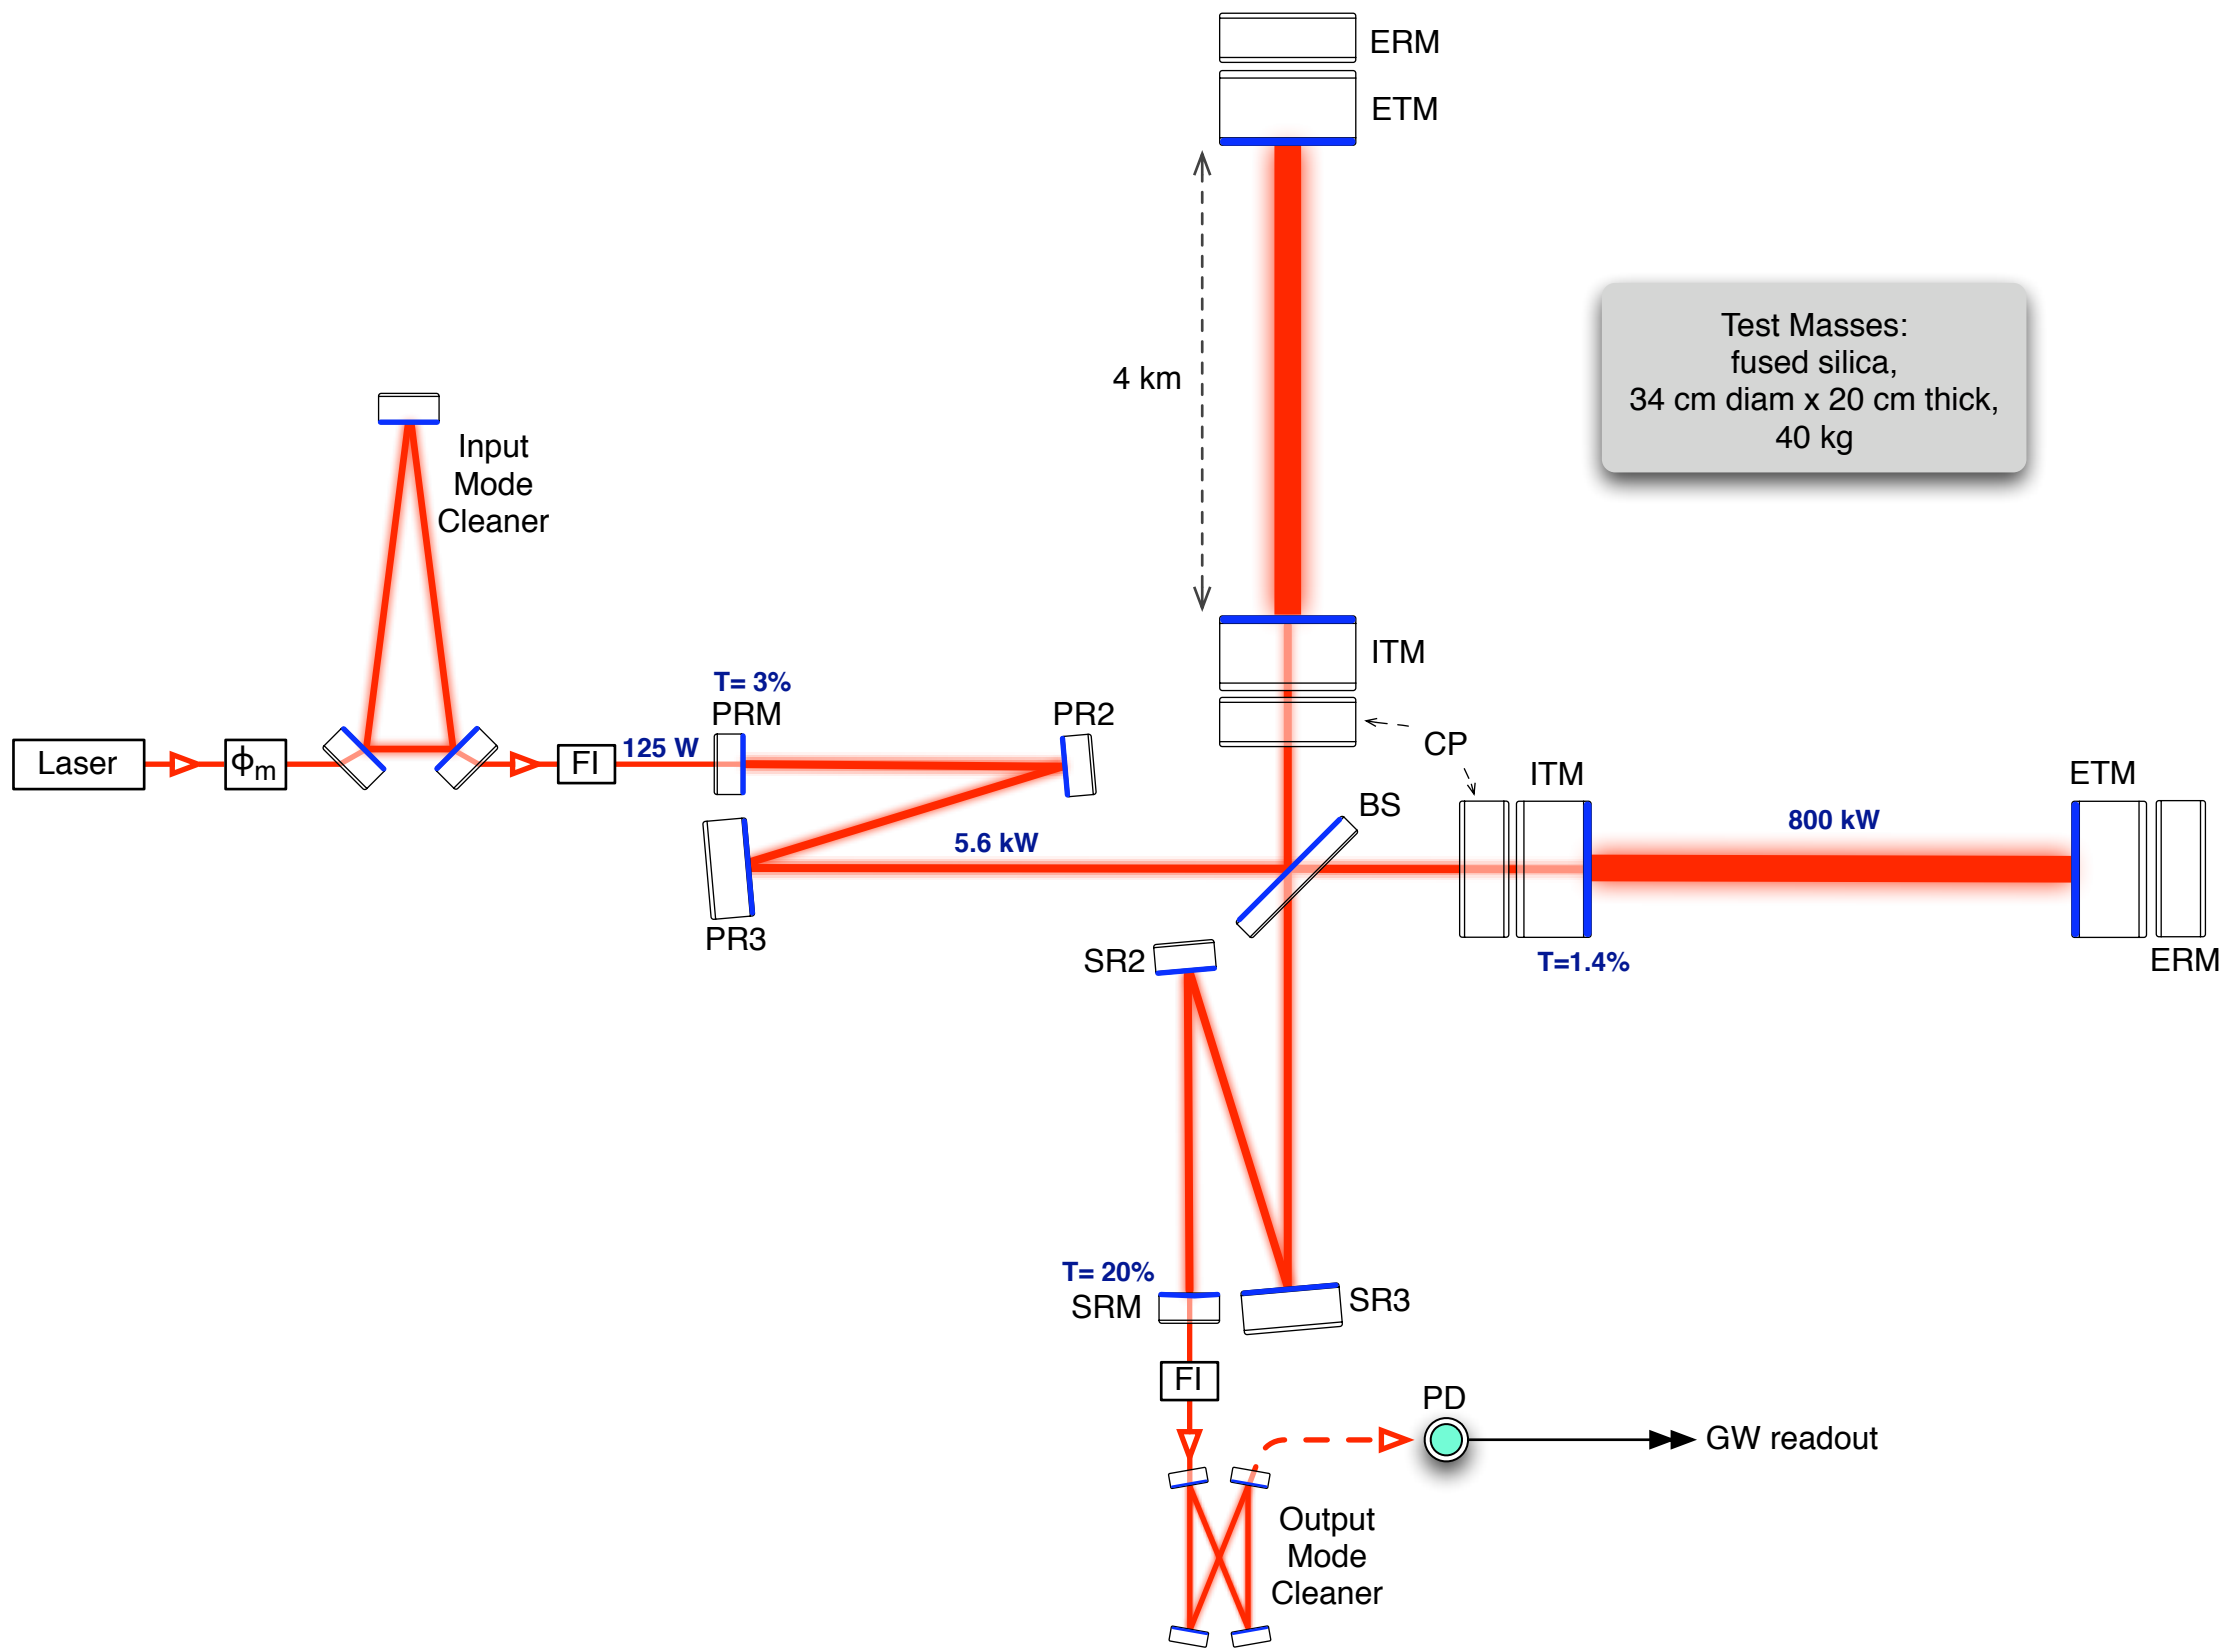 ERM
ETM
4 km
Test Masses:
fused silica,
34 cm diam x 20 cm thick,
40 kg
Input
Mode
Cleaner
ITM
T= 3%
PRM
PR2
Laser
ϕm
FI
125 W
CP
ITM
ETM
BS
5.6 kW
800 kW
PR3
SR2
T=1.4%
ERM
T= 20%
SRM
SR3
FI
PD
GW readout
Output
Mode
Cleaner